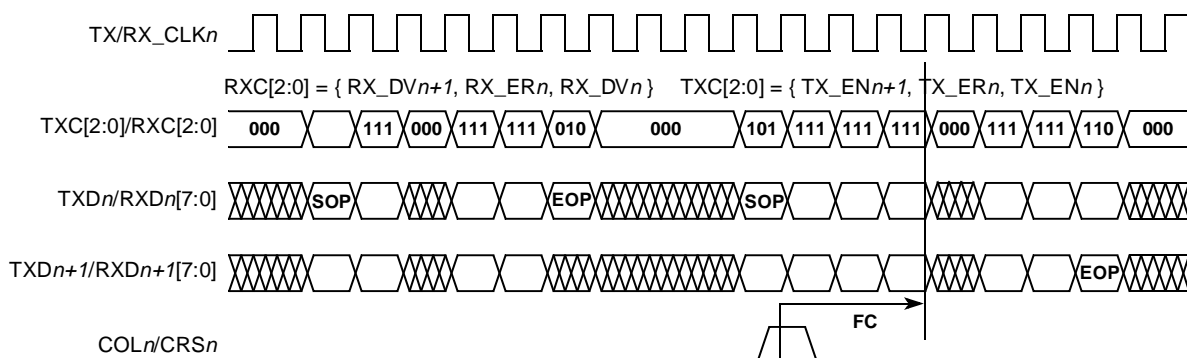 TX/RX_CLKn
RXC[2:0] = { RX_DVn+1, RX_ERn, RX_DVn } TXC[2:0] = { TX_ENn+1, TX_ERn, TX_ENn }
TXC[2:0]/RXC[2:0] 000 111 000 111 111 010 000 101 111 111 111 000 111 111 110 000
TXDn/RXDn[7:0] SOP EOP SOP
TXDn+1/RXDn+1[7:0] EOP
FC
COLn/CRSn